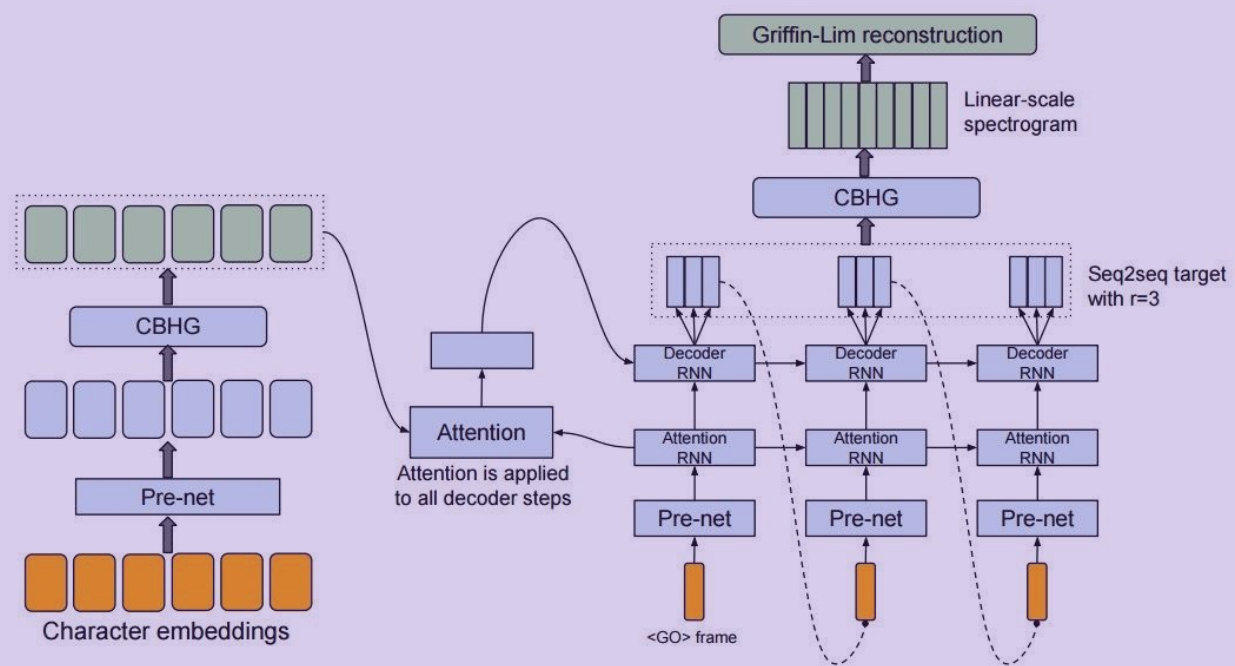 Griffin-Lim reconstruction
Linear-scale
spectrogram
CBHG
Seq2seq target
with r=3
CBHG
Decoder
RNN
Decoder
RNN
Decoder
RNN
Attention
Attention is applied
to all decoder steps
Attention
RNN
Attention
RNN
Attention
RNN
Pre-net
Pre-net
Pre-net
Pre-net
Character embeddings
<GO> frame